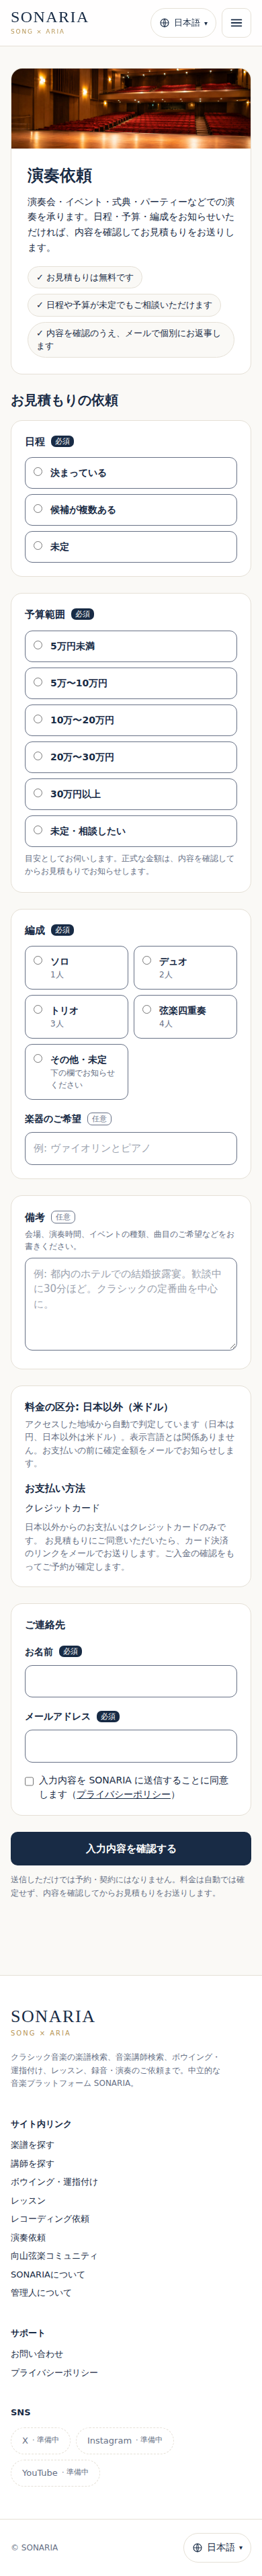 SONARIA
SONG × ARIA
日本語 ▾
演奏依頼
演奏会・イベント・式典・パーティーなどでの演
奏を承ります。日程・予算・編成をお知らせいた
だければ、内容を確認してお見積もりをお送りし
ます。
✓ お見積もりは無料です
✓ 日程や予算が未定でもご相談いただけます
✓ 内容を確認のうえ、メールで個別にお返事し
ます
お見積もりの依頼
日程 必須
決まっている
候補が複数ある
未定
予算範囲 必須
5万円未満
5万〜10万円
10万〜20万円
20万〜30万円
30万円以上
未定・相談したい
目安としてお伺いします。正式な金額は、内容を確認して
からお見積もりでお知らせします。
編成 必須
ソロ
1人
デュオ
2人
トリオ
3人
弦楽四重奏
4人
その他・未定
下の欄でお知らせ
ください
楽器のご希望 任意
例: ヴァイオリンとピアノ
備考 任意
会場、演奏時間、イベントの種類、曲目のご希望などをお
書きください。
例: 都内のホテルでの結婚披露宴。歓談中
に30分ほど。クラシックの定番曲を中心
に。
料金の区分: 日本以外（米ドル）
アクセスした地域から自動で判定しています（日本は
円、日本以外は米ドル）。表示言語とは関係ありませ
ん。お支払いの前に確定金額をメールでお知らせしま
す。
お支払い方法
クレジットカード
日本以外からのお支払いはクレジットカードのみで
す。 お見積もりにご同意いただいたら、カード決済
のリンクをメールでお送りします。ご入金の確認をも
ってご予約が確定します。
ご連絡先
お名前 必須
メールアドレス 必須
入力内容を SONARIA に送信することに同意
します（プライバシーポリシー）
入力内容を確認する
送信しただけでは予約・契約にはなりません。料金は自動では確
定せず、内容を確認してからお見積もりをお送りします。
SONARIA
SONG × ARIA
クラシック音楽の楽譜検索、音楽講師検索、ボウイング・
運指付け、レッスン、録音・演奏のご依頼まで。中立的な
音楽プラットフォーム SONARIA。
サイト内リンク
楽譜を探す
講師を探す
ボウイング・運指付け
レッスン
レコーディング依頼
演奏依頼
向山弦楽コミュニティ
SONARIAについて
管理人について
サポート
お問い合わせ
プライバシーポリシー
SNS
X · 準備中
Instagram · 準備中
YouTube · 準備中
© SONARIA
日本語 ▾